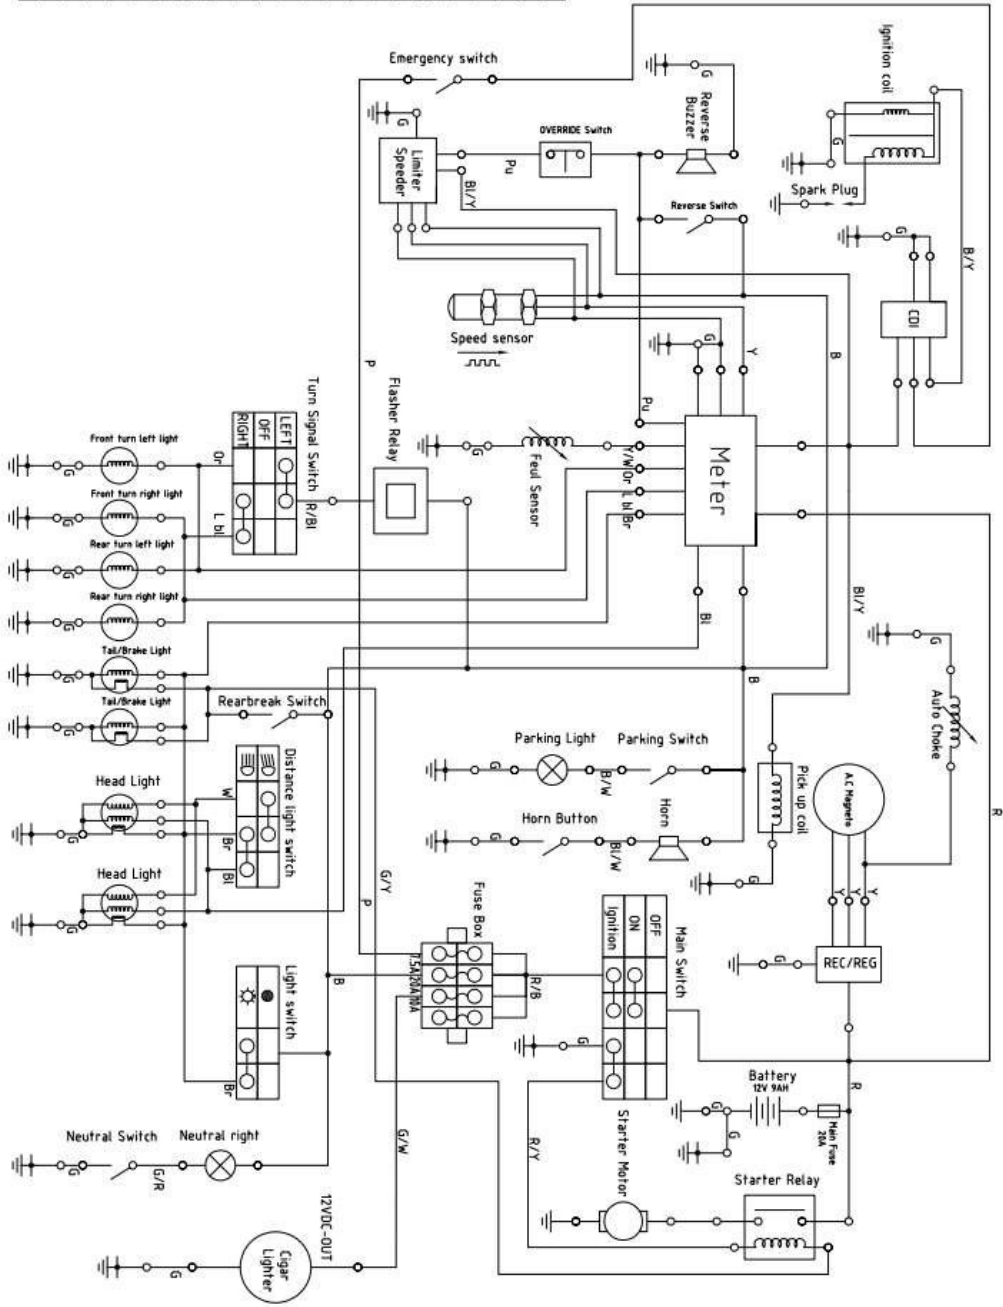 Emergency switch
G
Reverse Buzzer
Ignition coil
G
G
Limiter Speeder
OVERRIDE Switch
Pu
Bl/Y
Reverse Switch
Spark Plug
G
B/Y
CDI
Speed sensor
G
Y
B
P
Pu
Turn Signal Switch
LEFT
OFF
RIGHT
Flasher Relay
Front turn left light
Or
G
G
Feul Sensor
Y/W
Or
L bl
Br
Meter
Front turn right light
R/Bl
L bl
G
Rear turn left light
G
Rear turn right light
G
Bl
Bl/Y
G
Auto Choke
Tail/Brake Light
G
B
Rearbreak Switch
Tail/Brake Light
G
Parking Light
Parking Switch
G
B/W
Distance light switch
Head Light
W
Br
Bl
G
Horn Button
Horn
G
Bl/W
Pick up coil
G
A.C Magneto
R
Head Light
G
G/Y
P
Fuse Box
7.5A
20A
10A
R/B
Main Switch
OFF
ON
Ignition
Y
Y
Y
REC/REG
G
Light switch
B
Br
G
Battery
12V 9AH
R
G
G
Main Fuse
20A
Neutral Switch
Neutral right
G
G/R
G/W
R/Y
Starter Motor
Starter Relay
12VDC-OUT
Cigar Lighter
G